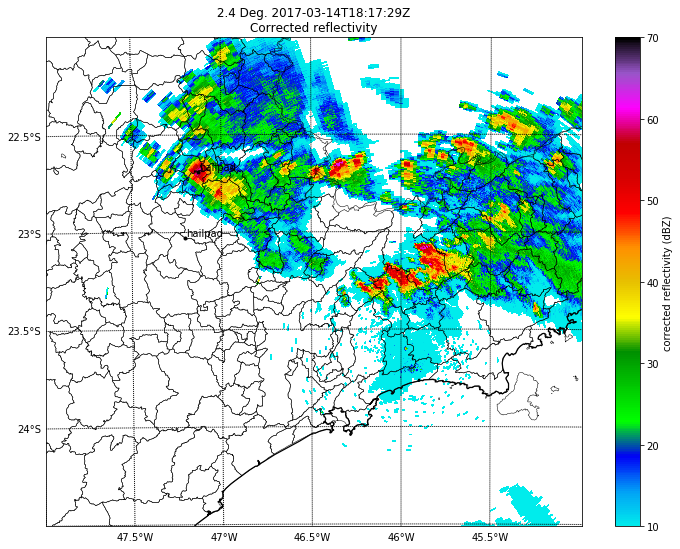 2.4 Deg. 2017-03-14T18:17:29Z
Corrected reflectivity
22.5°S
23°S
23.5°S
24°S
47.5°W
47°W
46.5°W
46°W
45.5°W
hailpad
hailpad
70
60
50
40
30
20
10
corrected reflectivity (dBZ)